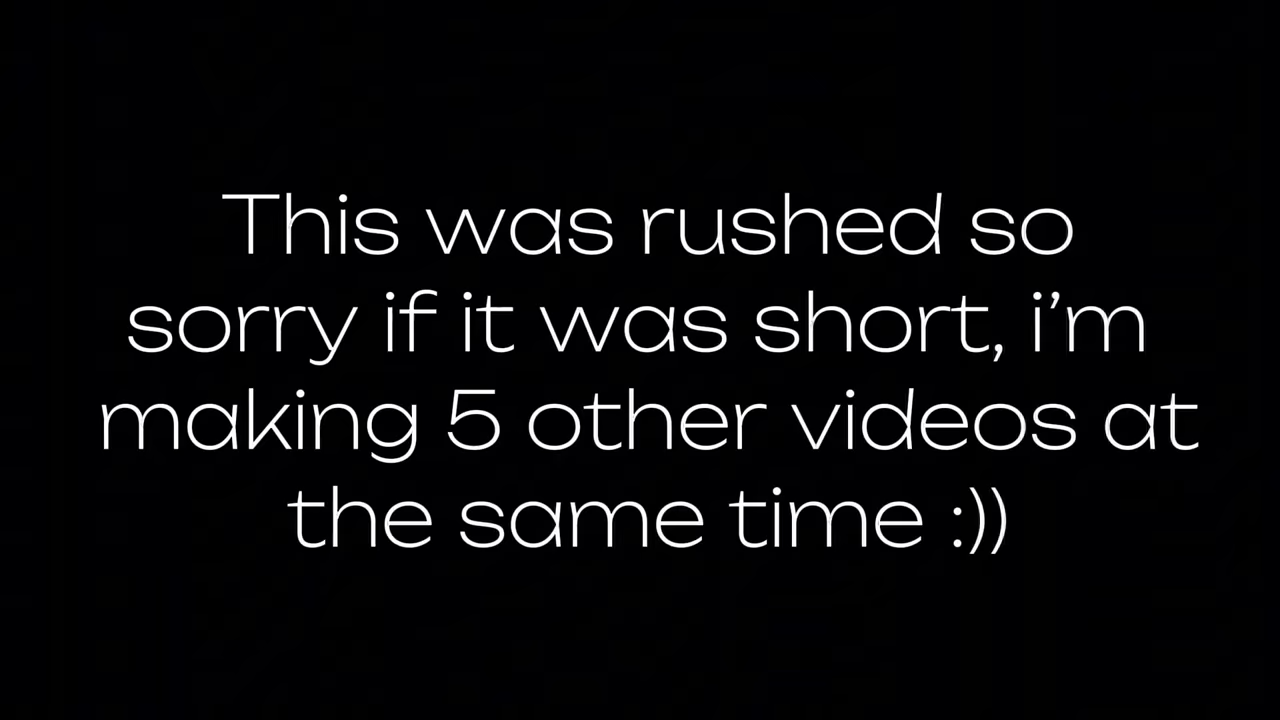 This was rushed so
sorry if it was short, i’m
making 5 other videos at
the same time :))